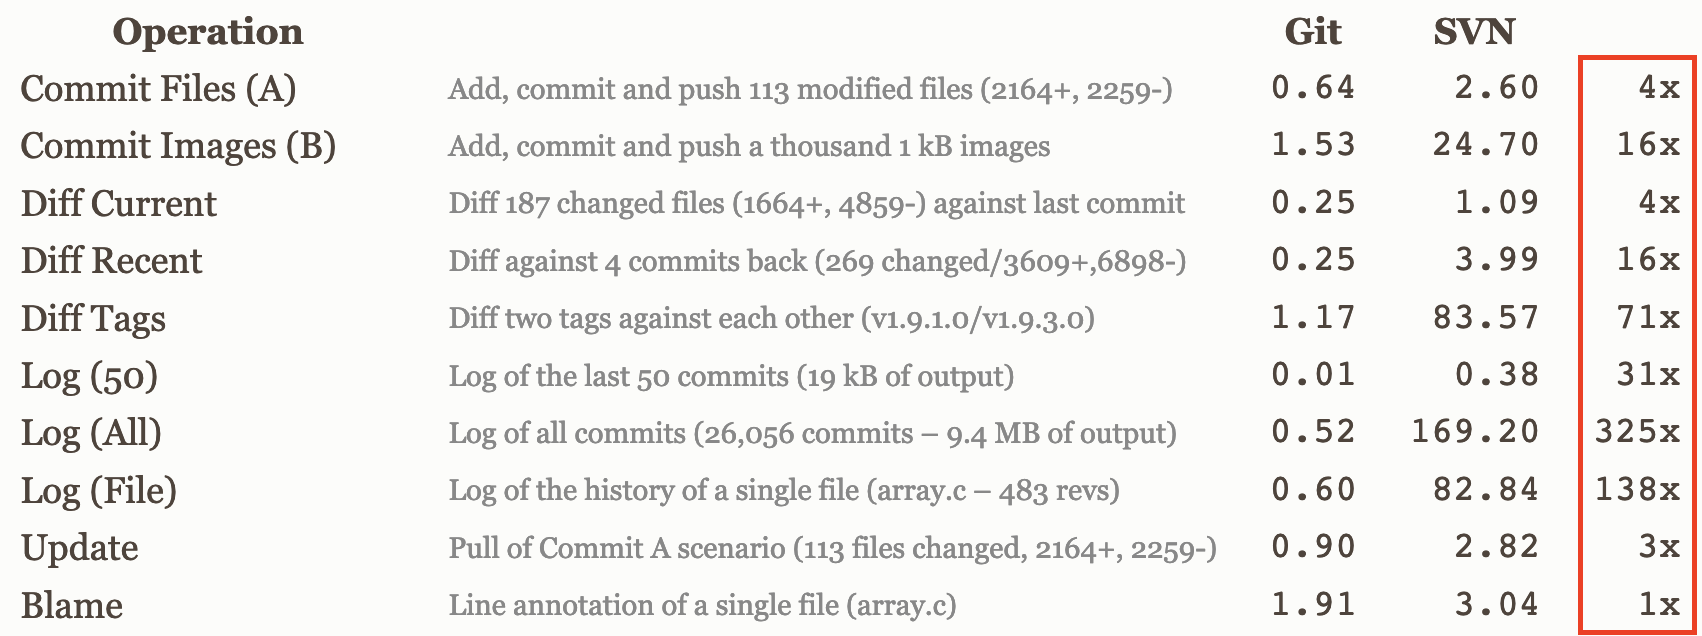 Operation Git SVN
Commit Files (A) Add, commit and push 113 modified files (2164+, 2259-) 0.64 2.60 4x
Commit Images (B) Add, commit and push a thousand 1 kB images 1.53 24.70 16x
Diff Current Diff 187 changed files (1664+, 4859-) against last commit 0.25 1.09 4x
Diff Recent Diff against 4 commits back (269 changed/3609+,6898-) 0.25 3.99 16x
Diff Tags Diff two tags against each other (v1.9.1.0/v1.9.3.0) 1.17 83.57 71x
Log (50) Log of the last 50 commits (19 kB of output) 0.01 0.38 31x
Log (All) Log of all commits (26,056 commits – 9.4 MB of output) 0.52 169.20 325x
Log (File) Log of the history of a single file (array.c – 483 revs) 0.60 82.84 138x
Update Pull of Commit A scenario (113 files changed, 2164+, 2259-) 0.90 2.82 3x
Blame Line annotation of a single file (array.c) 1.91 3.04 1x